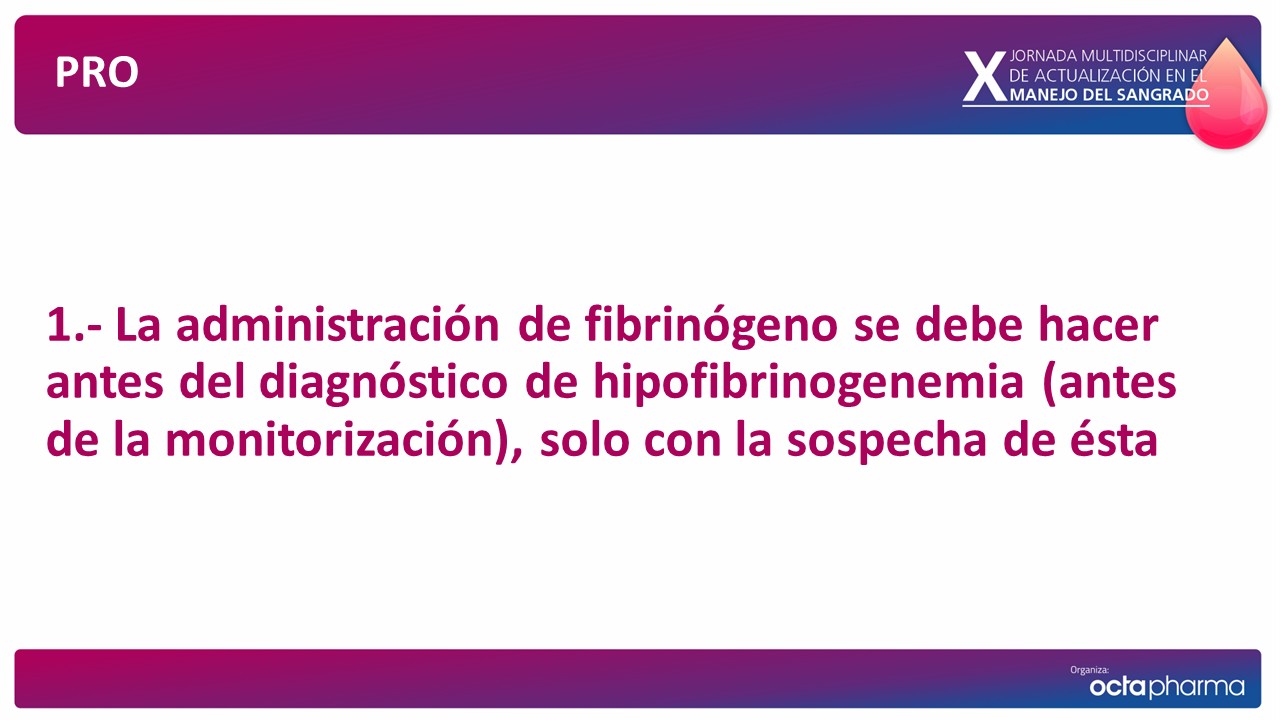 PRO
X JORNADA MULTIDISCIPLINAR
DE ACTUALIZACIÓN EN EL
MANEJO DEL SANGRADO
1.- La administración de fibrinógeno se debe hacer
antes del diagnóstico de hipofibrinogenemia (antes
de la monitorización), solo con la sospecha de ésta
Organiza:
octapharma